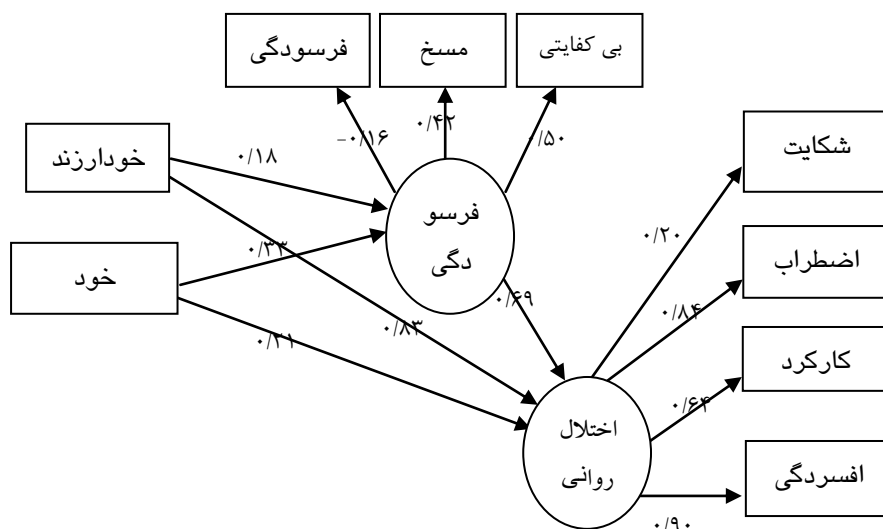 بی کفایتی
مسخ
فرسودگی
-۰/۱۶
۰/۴۲
۰/۵۰
شکایت
خودارزند
۰/۱۸
فرسو
دگی
۰/۲۰
اضطراب
خود
۰/۳۳
۰/۶۹
۰/۸۴
۰/۸۳
۰/۲۱
کارکرد
۰/۶۴
اختلال
روانی
افسردگی
۰/۹۰